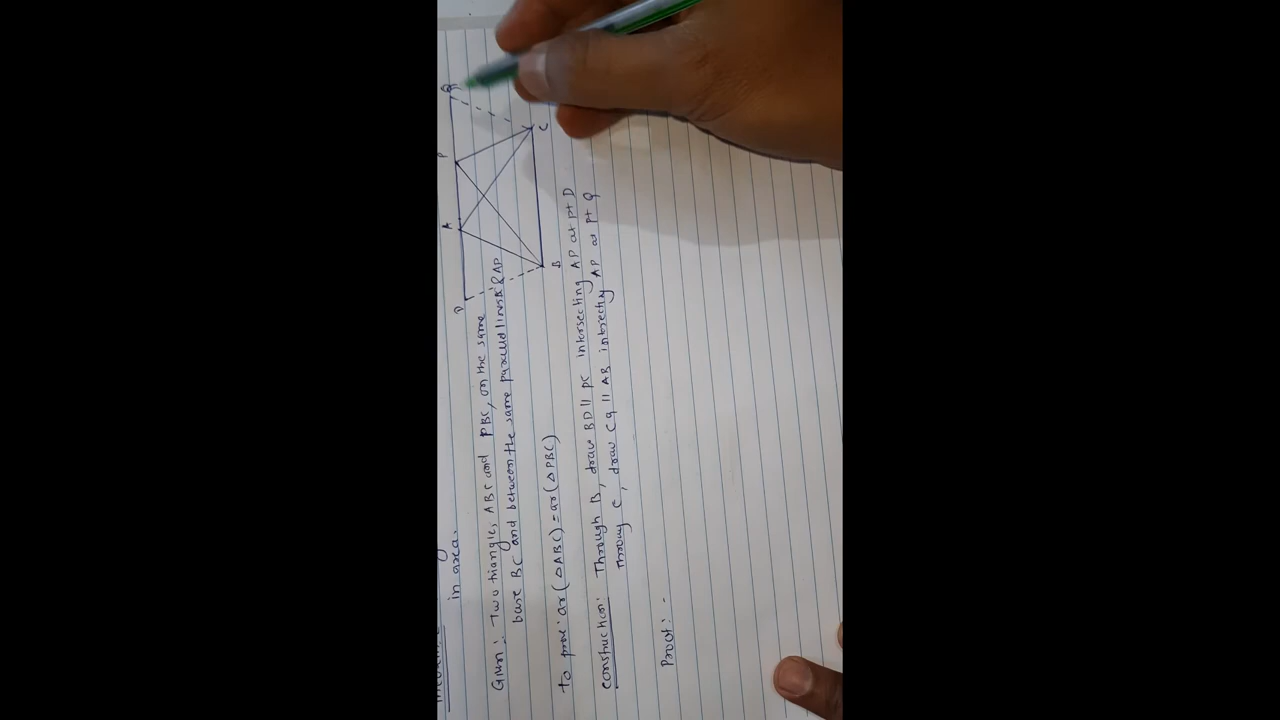 in area.
Q
P
A
D
C
B
Given: Two triangles ABC and PBC, on the same
base BC and between the same parallel lines BC & AP
to prove: ar(△ABC)=ar(△PBC)
construction: Through B, draw BD || PC intersecting AP at pt D
throug C, draw CQ || AB intrecting AP at pt Q
Proof:-